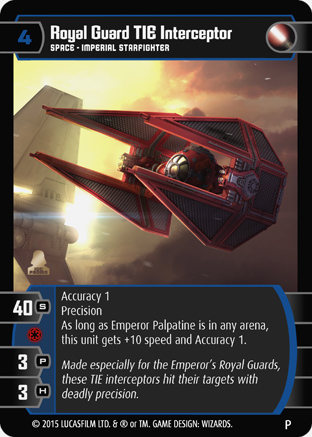 4
Royal Guard TIE Interceptor
SPACE • IMPERIAL STARFIGHTER
40 S
3 P
3 H
Accuracy 1
Precision
As long as Emperor Palpatine is in any arena,
this unit gets +10 speed and Accuracy 1.
Made especially for the Emperor's Royal Guards,
these TIE interceptors hit their targets with
deadly precision.
© 2015 LUCASFILM LTD. & ® or TM. GAME DESIGN: WIZARDS.
P